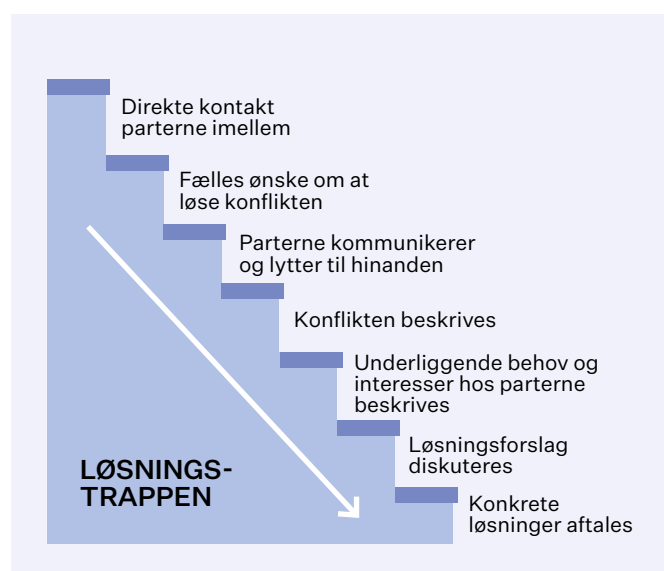 Direkte kontakt
parterne imellem
Fælles ønske om at
løse konflikten
Parterne kommunikerer
og lytter til hinanden
Konflikten beskrives
Underliggende behov og
interesser hos parterne
beskrives
Løsningsforslag
diskuteres
Konkrete
løsninger aftales
LØSNINGS-
TRAPPEN